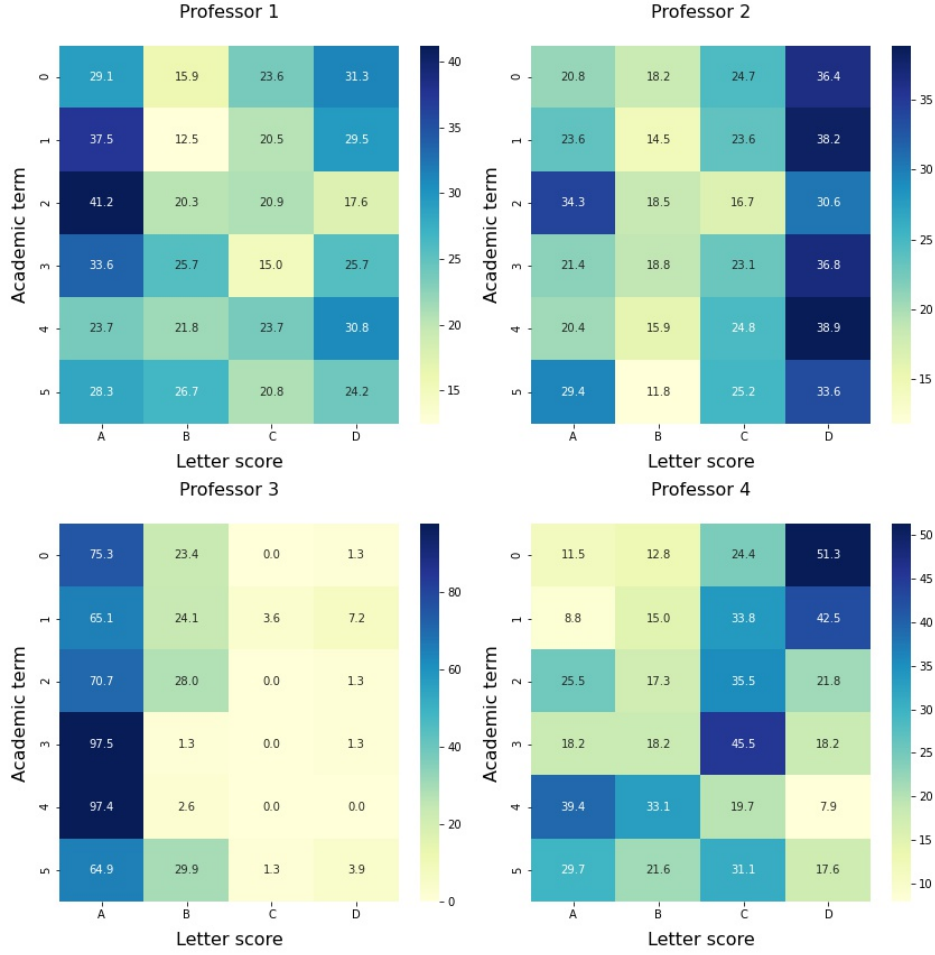 Professor 1
Academic term
0 29.1 15.9 23.6 31.3
1 37.5 12.5 20.5 29.5
2 41.2 20.3 20.9 17.6
3 33.6 25.7 15.0 25.7
4 23.7 21.8 23.7 30.8
5 28.3 26.7 20.8 24.2
A B C D
Letter score
40
35
30
25
20
15
Professor 2
Academic term
0 20.8 18.2 24.7 36.4
1 23.6 14.5 23.6 38.2
2 34.3 18.5 16.7 30.6
3 21.4 18.8 23.1 36.8
4 20.4 15.9 24.8 38.9
5 29.4 11.8 25.2 33.6
A B C D
Letter score
35
30
25
20
15
Professor 3
Academic term
0 75.3 23.4 0.0 1.3
1 65.1 24.1 3.6 7.2
2 70.7 28.0 0.0 1.3
3 97.5 1.3 0.0 1.3
4 97.4 2.6 0.0 0.0
5 64.9 29.9 1.3 3.9
A B C D
Letter score
80
60
40
20
0
Professor 4
Academic term
0 11.5 12.8 24.4 51.3
1 8.8 15.0 33.8 42.5
2 25.5 17.3 35.5 21.8
3 18.2 18.2 45.5 18.2
4 39.4 33.1 19.7 7.9
5 29.7 21.6 31.1 17.6
A B C D
Letter score
50
45
40
35
30
25
20
15
10